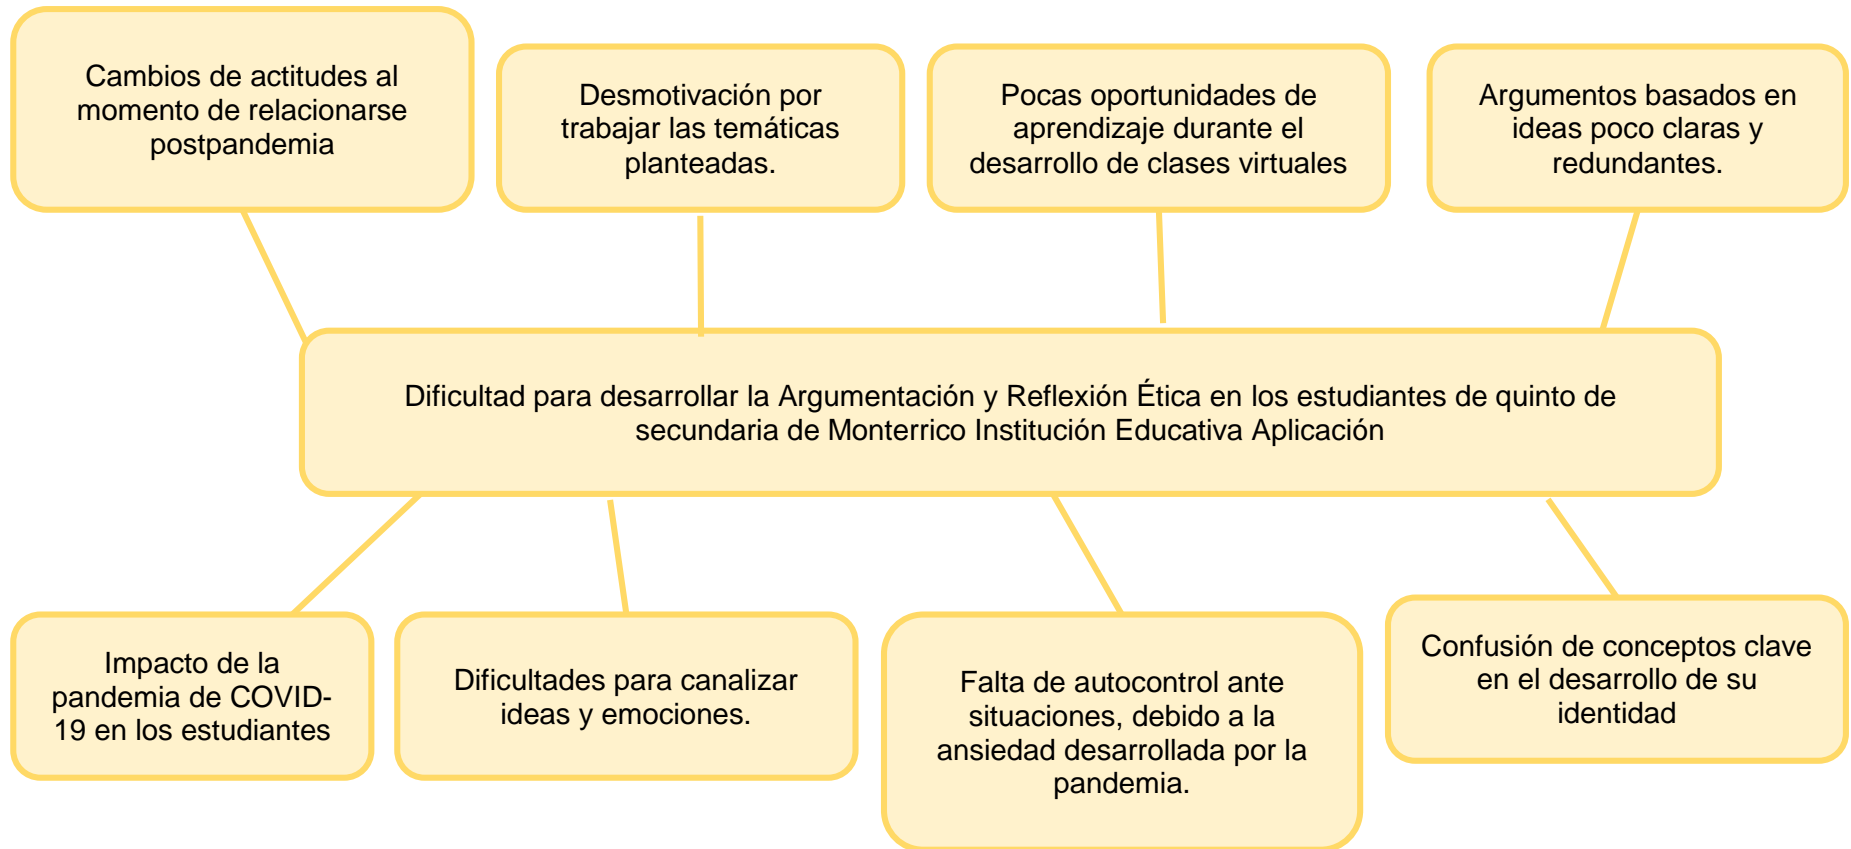 Cambios de actitudes al
momento de relacionarse
postpandemia
Desmotivación por
trabajar las temáticas
planteadas.
Pocas oportunidades de
aprendizaje durante el
desarrollo de clases virtuales
Argumentos basados en
ideas poco claras y
redundantes.
Dificultad para desarrollar la Argumentación y Reflexión Ética en los estudiantes de quinto de
secundaria de Monterrico Institución Educativa Aplicación
Impacto de la
pandemia de COVID-
19 en los estudiantes
Dificultades para canalizar
ideas y emociones.
Falta de autocontrol ante
situaciones, debido a la
ansiedad desarrollada por la
pandemia.
Confusión de conceptos clave
en el desarrollo de su
identidad